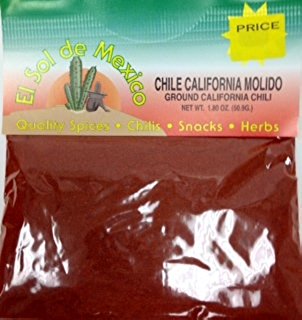 PRICE
El Sol de Mexico
CHILE CALIFORNIA MOLIDO
GROUND CALIFORNIA CHILI
NET WT. 1.80 OZ. (50.9G.)
Quality Spices • Chilis • Snacks • Herbs